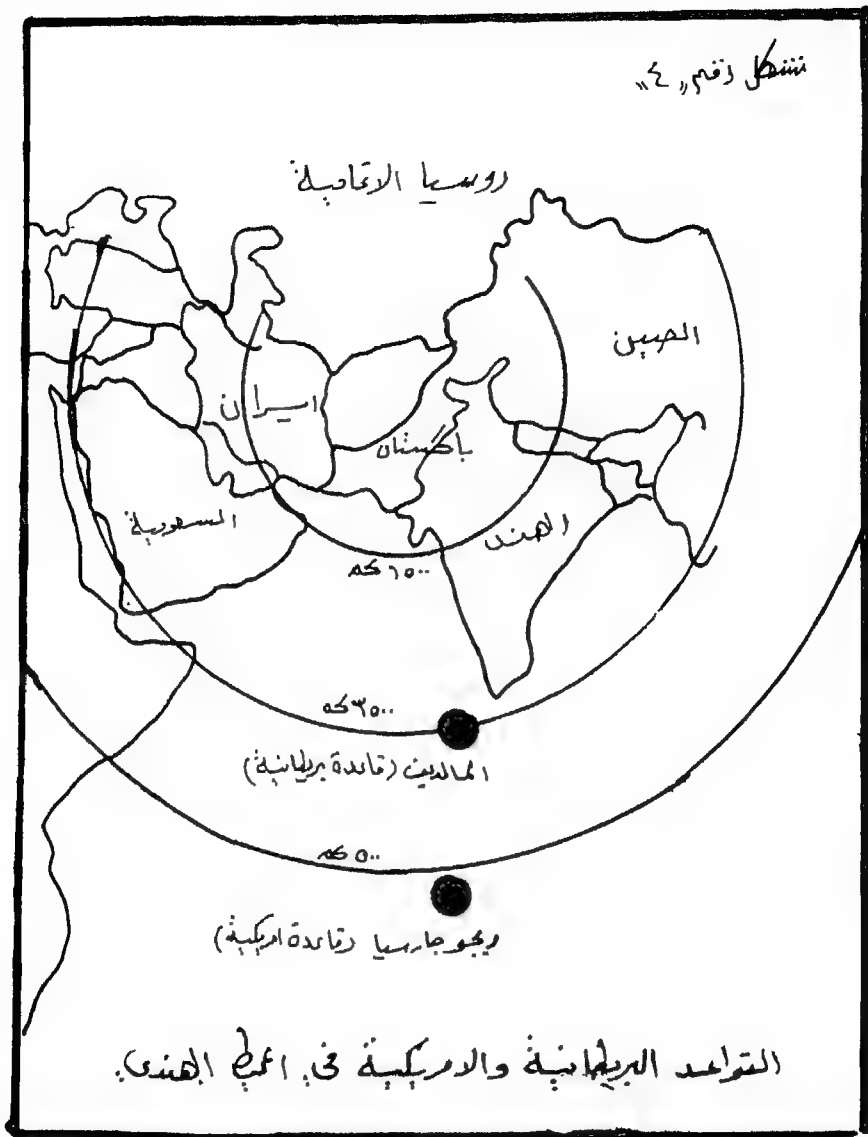 شكل رقم "٤"
روسيا الاتحادية
الصين
ايران
باكستان
السعودية
الهند
١٥٠٠ كم
٣٥٠٠ كم
المالديف (قاعدة بريطانية)
٥٠٠ كم
ديجو جارسيا (قاعدة امريكية)
القواعد البريطانية والامريكية في المحيط الهندي.